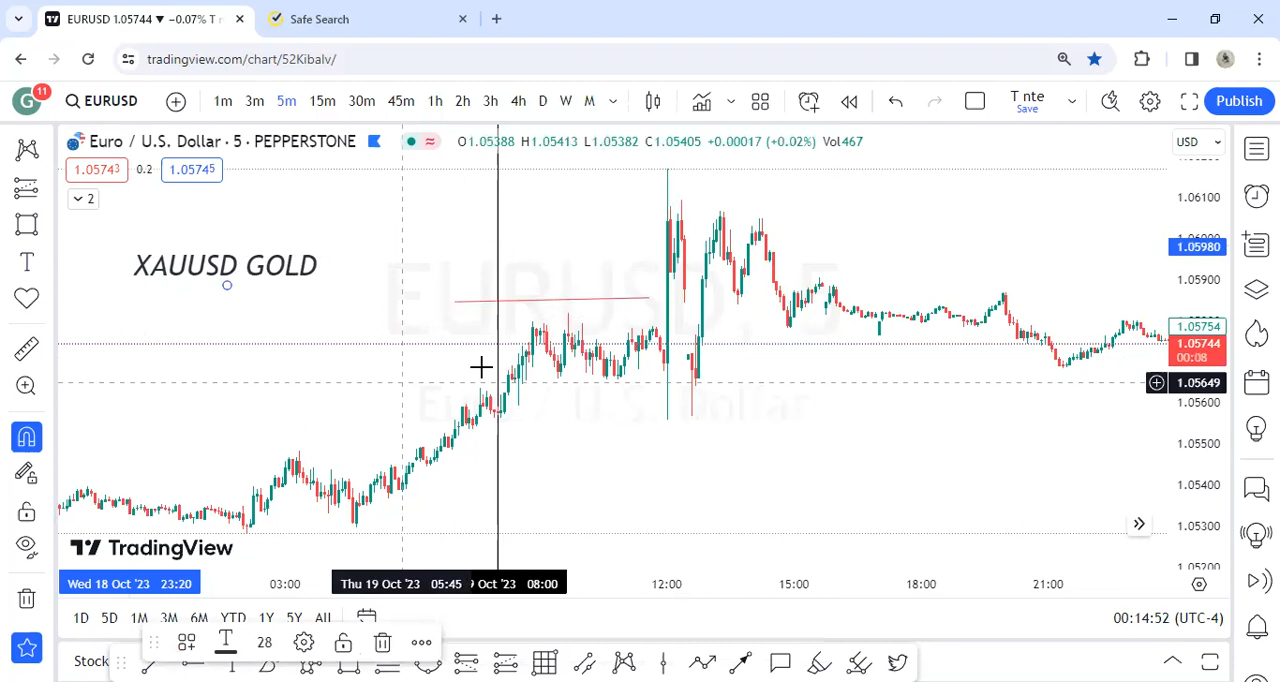 EURUSD 1.05744 ▼ −0.07% T n
Safe Search
tradingview.com/chart/52Kibalv/
G 11
EURUSD 1m 3m 5m 15m 30m 45m 1h 2h 3h 4h D W M T nte Publish
Save
Euro / U.S. Dollar · 5 · PEPPERSTONE O1.05388 H1.05413 L1.05382 C1.05405 +0.00017 (+0.02%) Vol467 USD
1.05743 0.2 1.05745
2
1.06100
1.05980
XAUUSD GOLD
EURUSD, 5
1.05900
1.05754
1.05744
00:08
1.05649
Euro / U.S. Dollar
1.05600
1.05500
1.05400
1.05300
TradingView
1.05200
Wed 18 Oct '23 23:20 03:00 Thu 19 Oct '23 05:45 9 Oct '23 08:00 12:00 15:00 18:00 21:00
1D 5D 1M 3M 6M YTD 1Y 5Y All 00:14:52 (UTC-4)
T 28
Stock